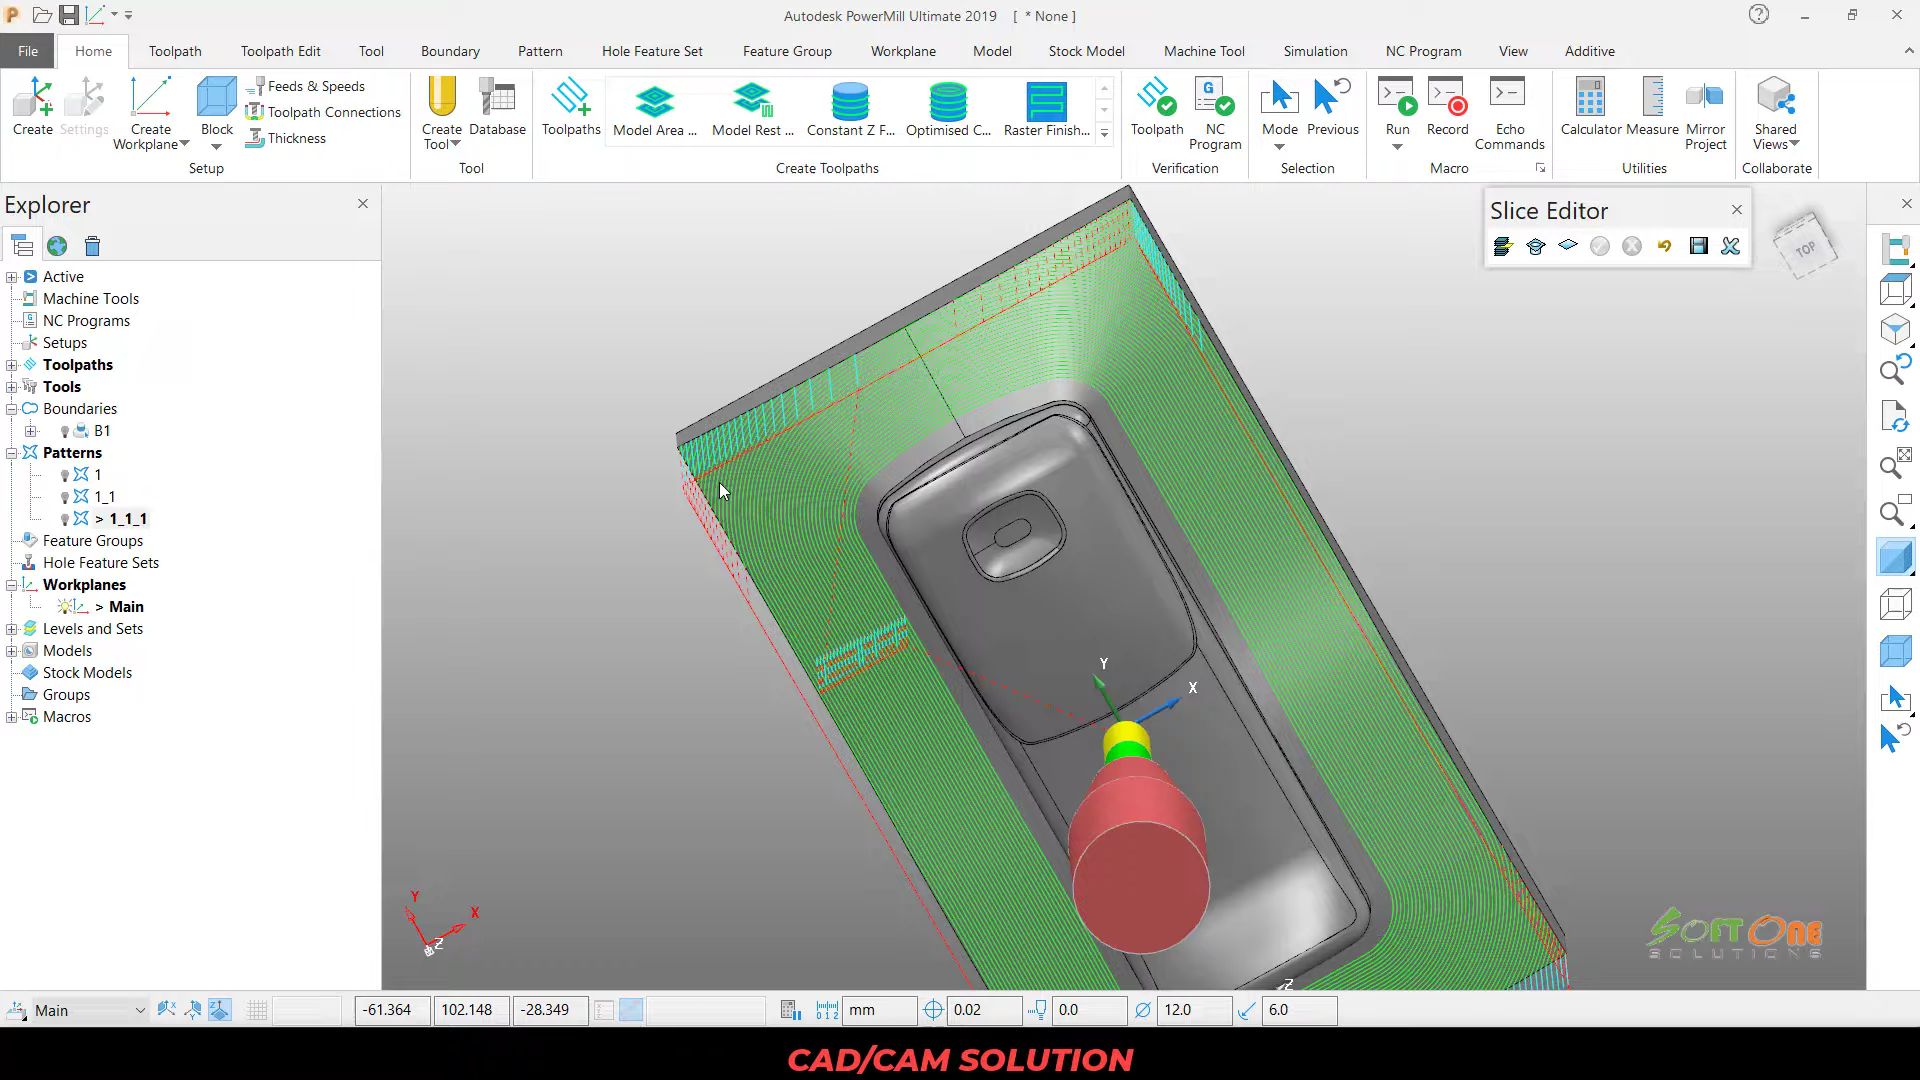 Autodesk PowerMill Ultimate 2019    [ * None ]
File
Home
Toolpath
Toolpath Edit
Tool
Boundary
Pattern
Hole Feature Set
Feature Group
Workplane
Model
Stock Model
Machine Tool
Simulation
NC Program
View
Additive
Create
Settings
Create Workplane
Block
Feeds & Speeds
Toolpath Connections
Thickness
Setup
Create Tool
Database
Tool
Toolpaths
Model Area ...
Model Rest ...
Constant Z F...
Optimised C...
Raster Finish...
Create Toolpaths
Toolpath
NC Program
Verification
Mode
Previous
Selection
Run
Record
Echo Commands
Macro
Calculator
Measure
Mirror Project
Utilities
Shared Views
Collaborate
Explorer
Active
Machine Tools
NC Programs
Setups
Toolpaths
Tools
Boundaries
B1
Patterns
1
1_1
> 1_1_1
Feature Groups
Hole Feature Sets
Workplanes
> Main
Levels and Sets
Models
Stock Models
Groups
Macros
Slice Editor
TOP
Y
X
Z
Y
X
Z
SOFT ONE
SOLUTIONS
Main
-61.364
102.148
-28.349
mm
0.02
0.0
12.0
6.0
CAD/CAM SOLUTION